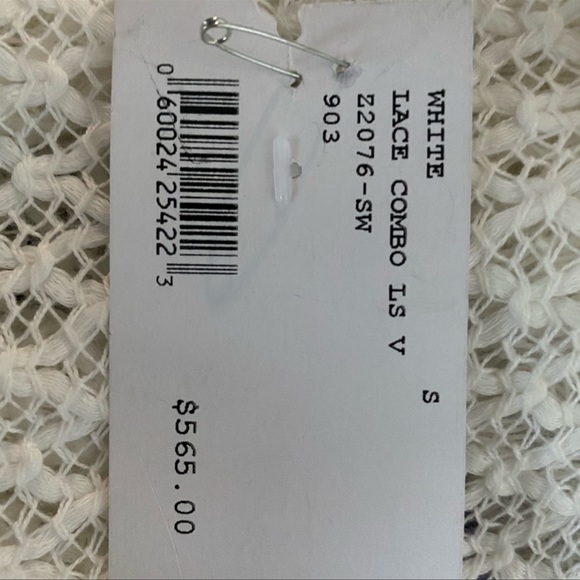 WHITE S
LACE COMBO LS V
Z2076-SW
903
0 60024 25422 3
$565.00